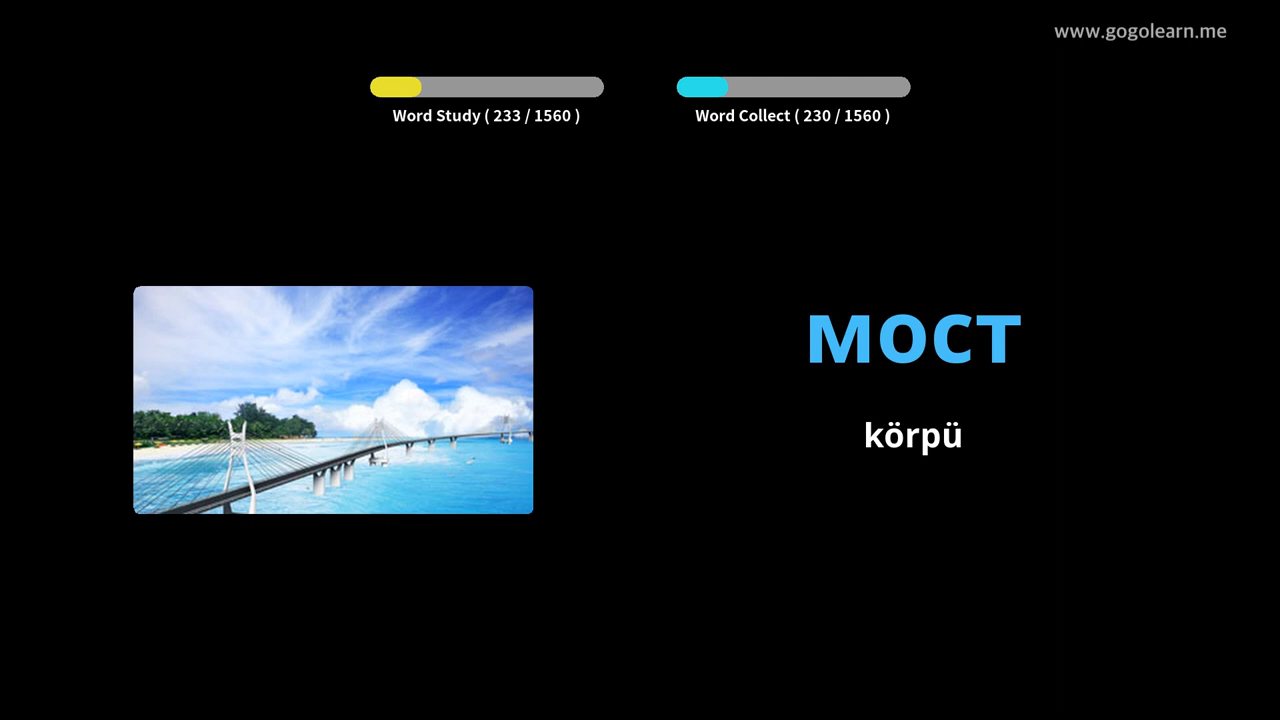 www.gogolearn.me
Word Study ( 233 / 1560 )
Word Collect ( 230 / 1560 )
мост
körpü